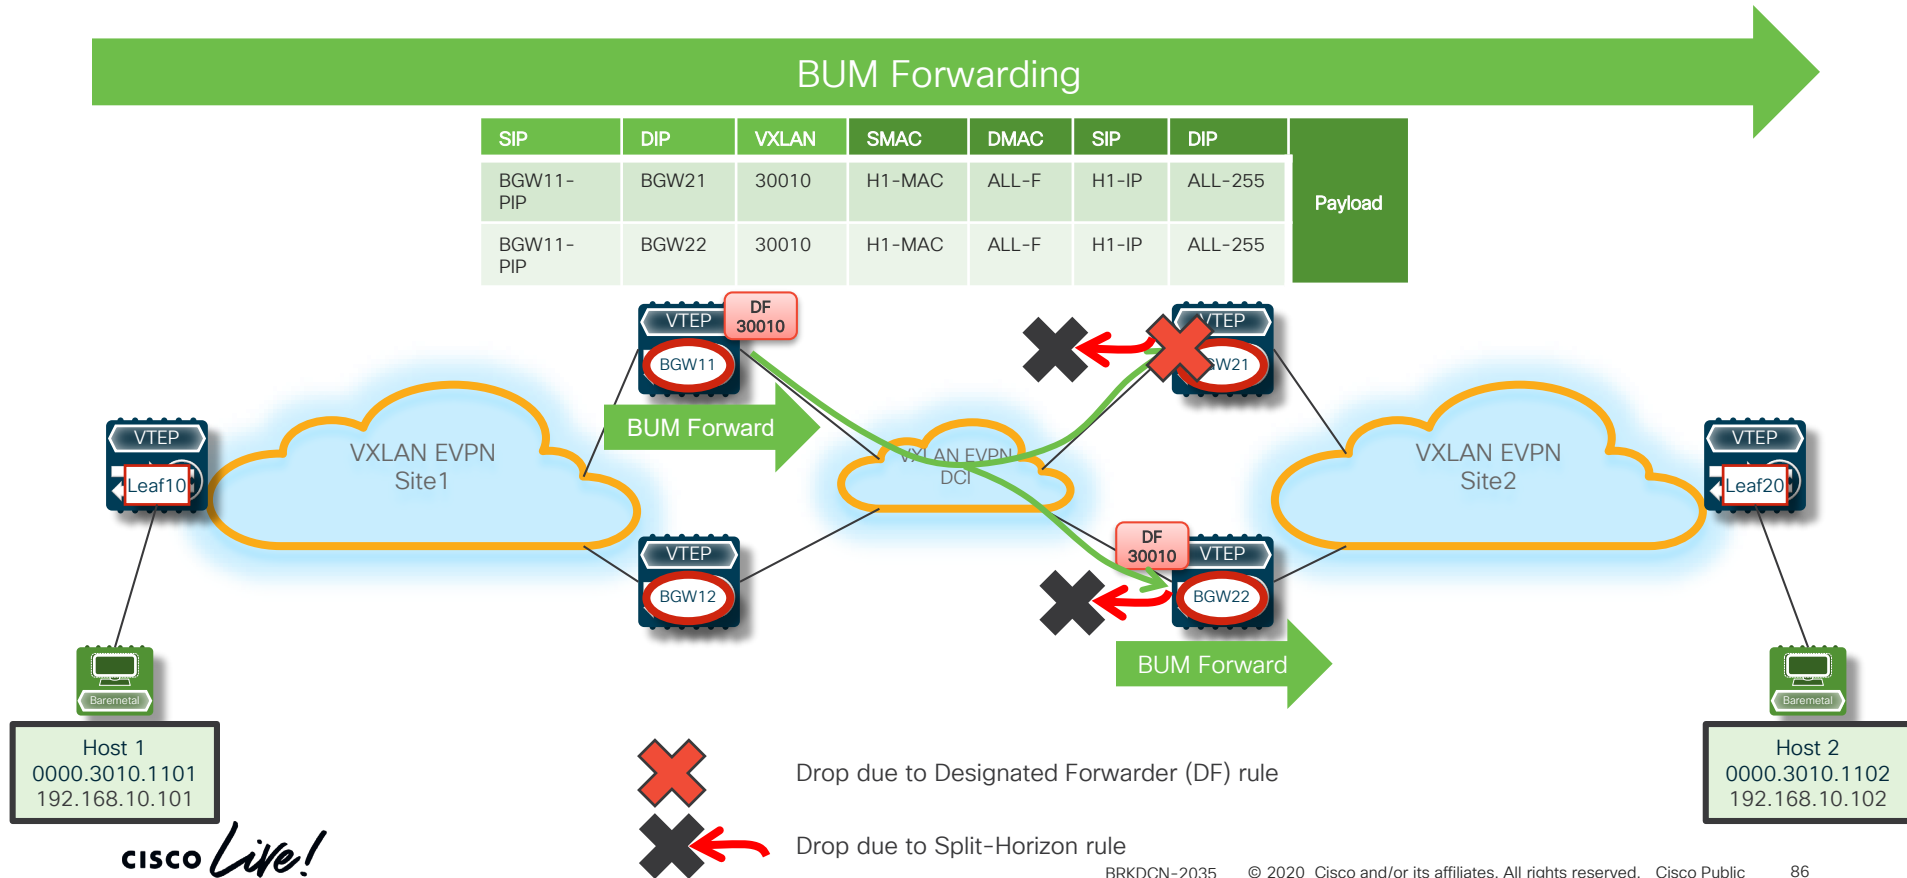 BUM Forwarding
SIP DIP VXLAN SMAC DMAC SIP DIP
BGW11-
PIP
BGW21 30010 H1-MAC ALL-F H1-IP ALL-255
Payload
BGW11-
PIP
BGW22 30010 H1-MAC ALL-F H1-IP ALL-255
VTEP
DF
30010
BGW11
VTEP
BGW21
BUM Forward
VTEP
Leaf10
VXLAN EVPN
Site1
VXLAN EVPN
DCI
VXLAN EVPN
Site2
VTEP
Leaf20
VTEP
BGW12
DF
30010
VTEP
BGW22
BUM Forward
Baremetal
Baremetal
Host 1
0000.3010.1101
192.168.10.101
Host 2
0000.3010.1102
192.168.10.102
Drop due to Designated Forwarder (DF) rule
Drop due to Split-Horizon rule
CISCO Live!
BRKDCN-2035 © 2020 Cisco and/or its affiliates. All rights reserved. Cisco Public 86